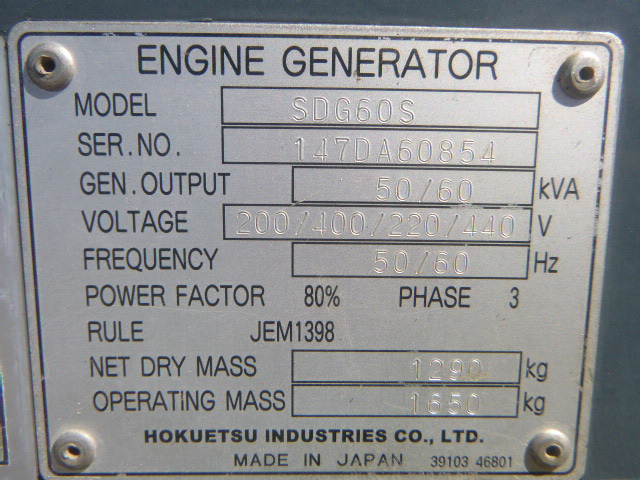 ENGINE GENERATOR
MODEL SDG60S
SER.NO. 147DA60854
GEN.OUTPUT 50/60 kVA
VOLTAGE 200/400/220/440 V
FREQUENCY 50/60 Hz
POWER FACTOR 80% PHASE 3
RULE JEM1398
NET DRY MASS 1290 kg
OPERATING MASS 1650 kg
HOKUETSU INDUSTRIES CO., LTD.
MADE IN JAPAN 39103 46801